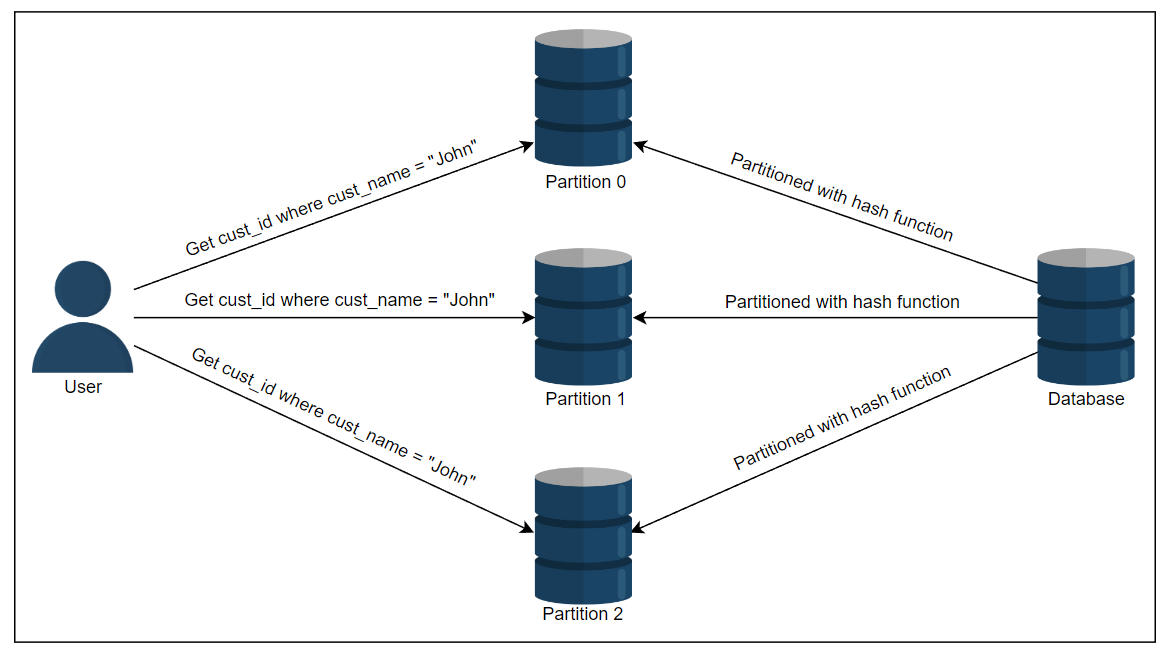 Partition 0
Get cust_id where cust_name = "John"
Partitioned with hash function
Get cust_id where cust_name = "John"
Partitioned with hash function
User
Partition 1
Database
Get cust_id where cust_name = "John"
Partitioned with hash function
Partition 2